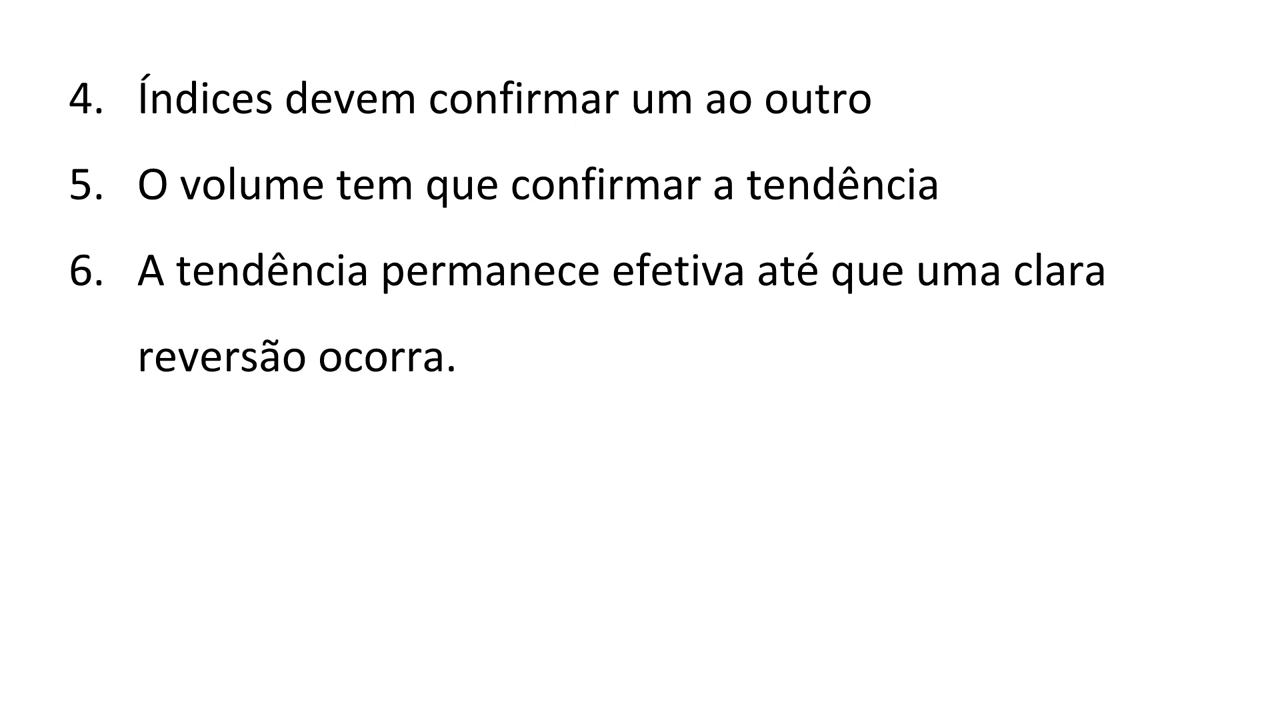 4. Índices devem confirmar um ao outro
5. O volume tem que confirmar a tendência
6. A tendência permanece efetiva até que uma clara
reversão ocorra.